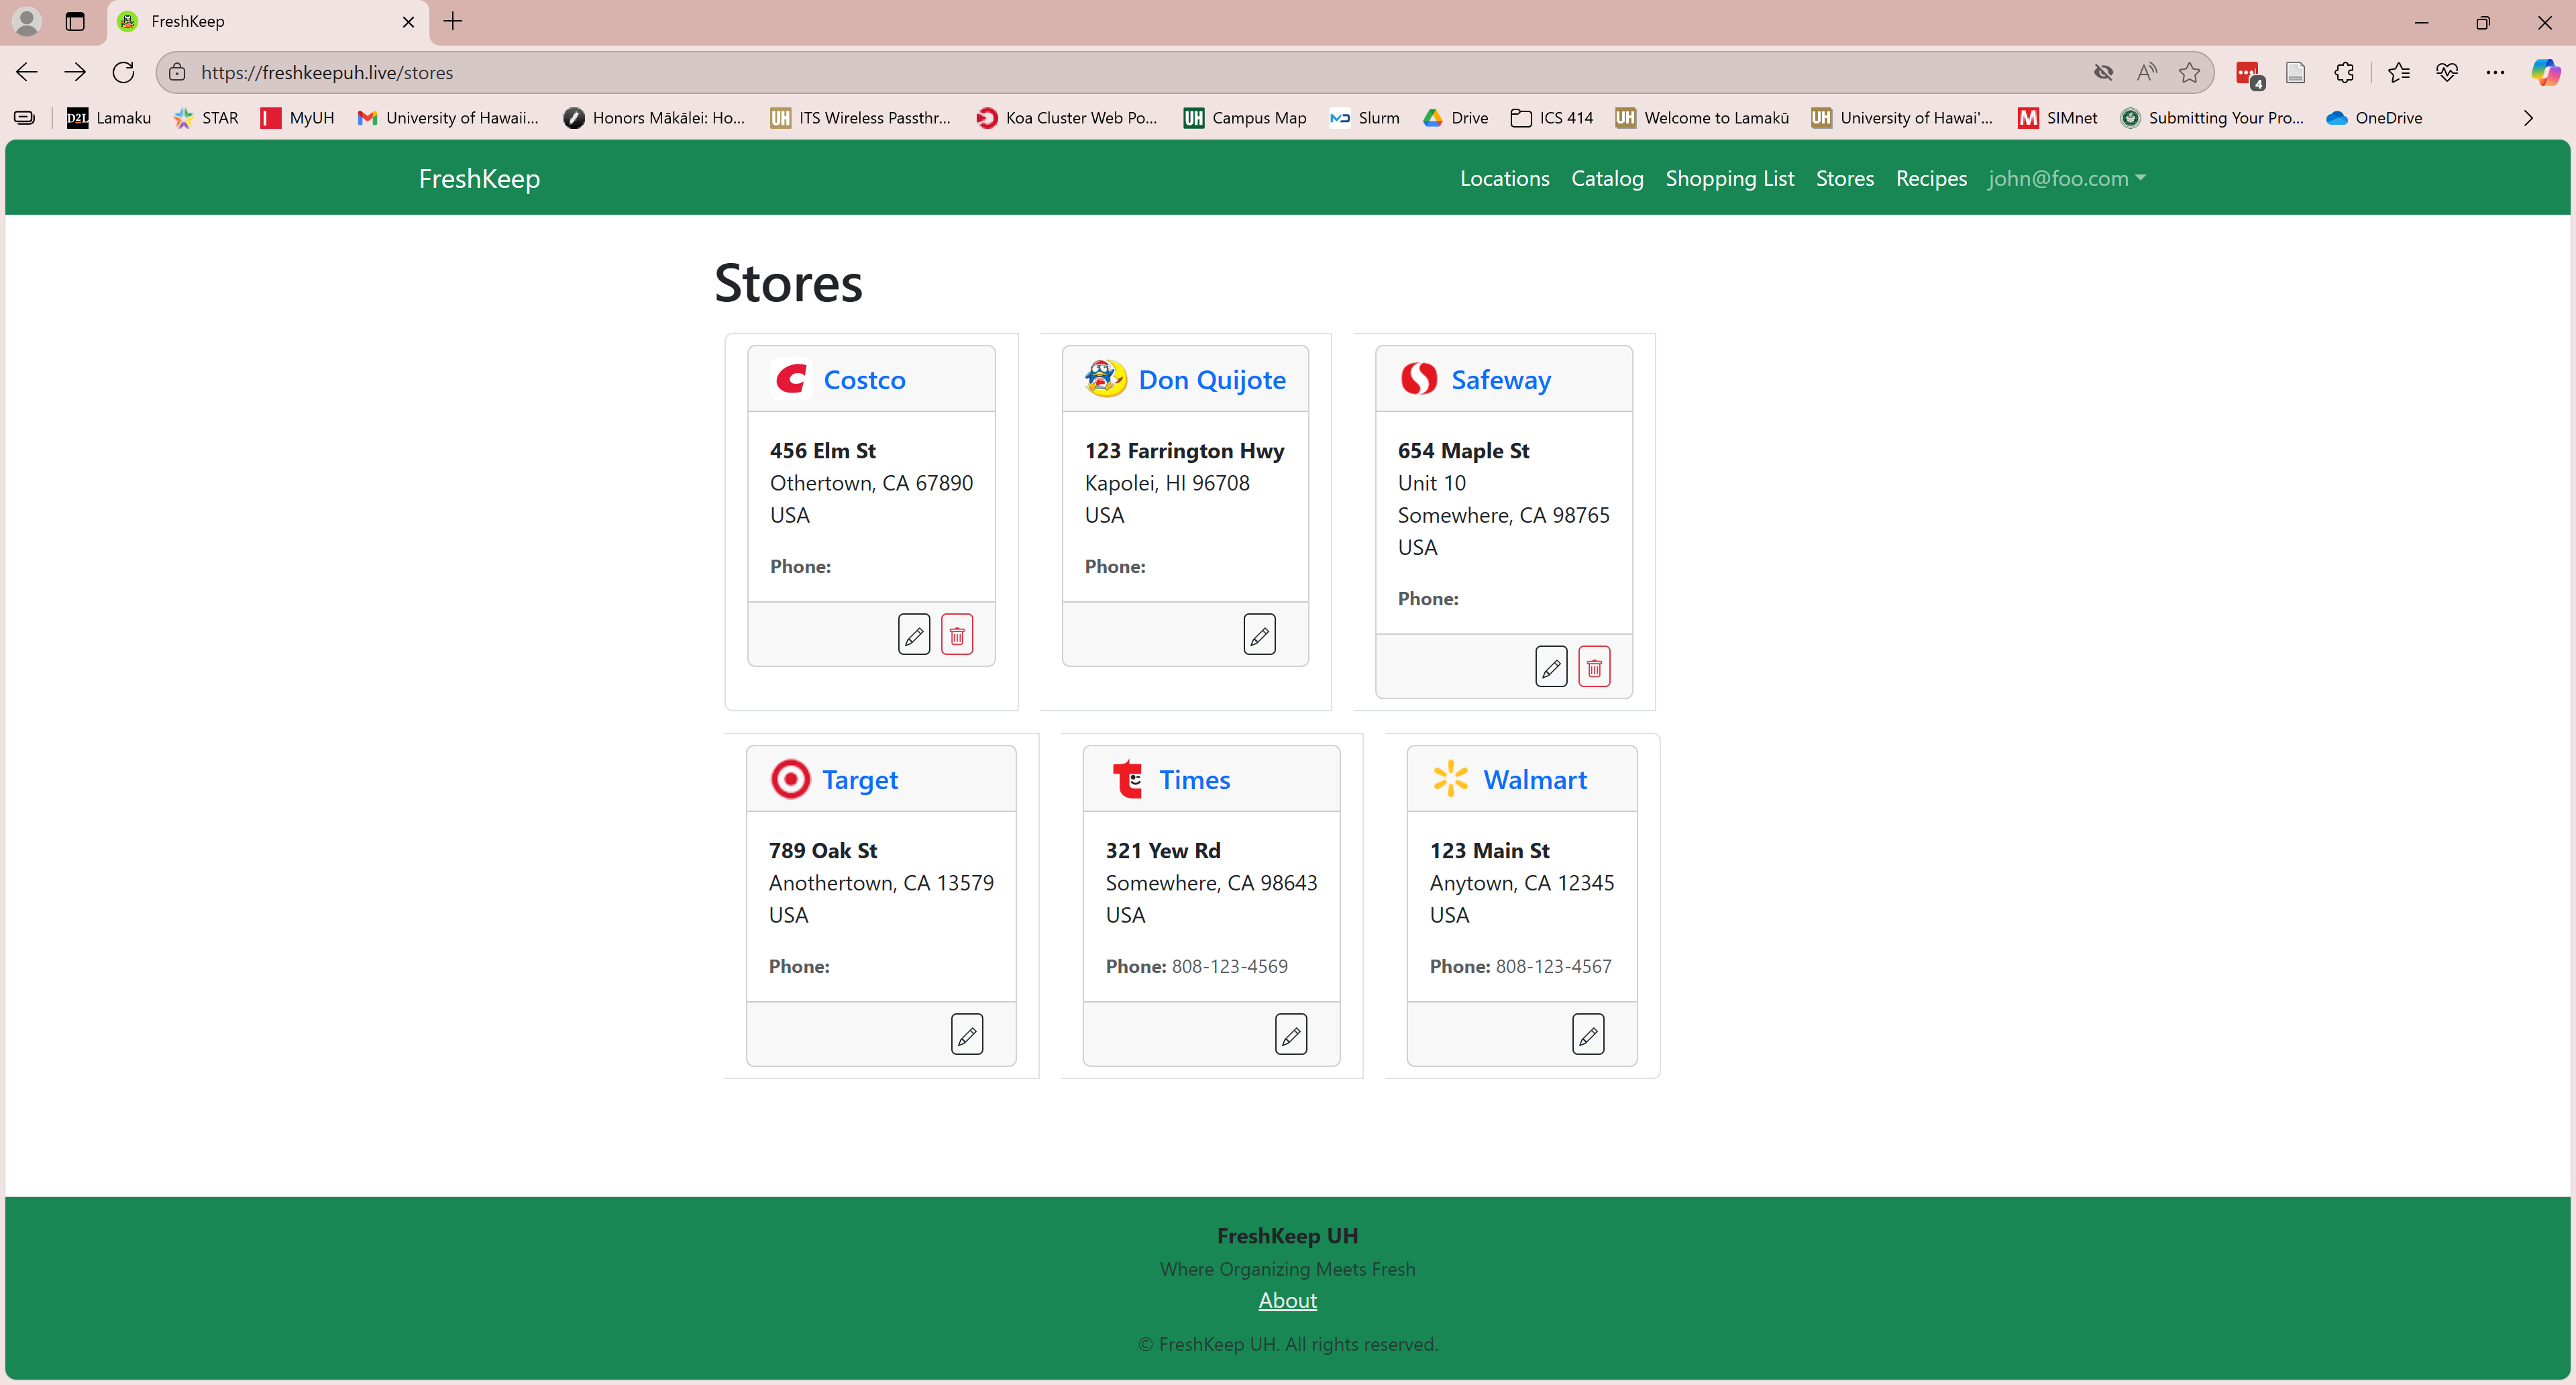 FreshKeep
https://freshkeepuh.live/stores
4
D2L Lamaku
STAR
MyUH
University of Hawaii...
Honors Mākālei: Ho...
UH ITS Wireless Passthr...
Koa Cluster Web Po...
UH Campus Map
Slurm
Drive
ICS 414
UH Welcome to Lamakū
UH University of Hawai'...
M SIMnet
Submitting Your Pro...
OneDrive
FreshKeep
Locations
Catalog
Shopping List
Stores
Recipes
john@foo.com
Stores
Costco
456 Elm St
Othertown, CA 67890
USA
Phone:
Don Quijote
123 Farrington Hwy
Kapolei, HI 96708
USA
Phone:
Safeway
654 Maple St
Unit 10
Somewhere, CA 98765
USA
Phone:
Target
789 Oak St
Anothertown, CA 13579
USA
Phone:
Times
321 Yew Rd
Somewhere, CA 98643
USA
Phone: 808-123-4569
Walmart
123 Main St
Anytown, CA 12345
USA
Phone: 808-123-4567
FreshKeep UH
Where Organizing Meets Fresh
About
© FreshKeep UH. All rights reserved.